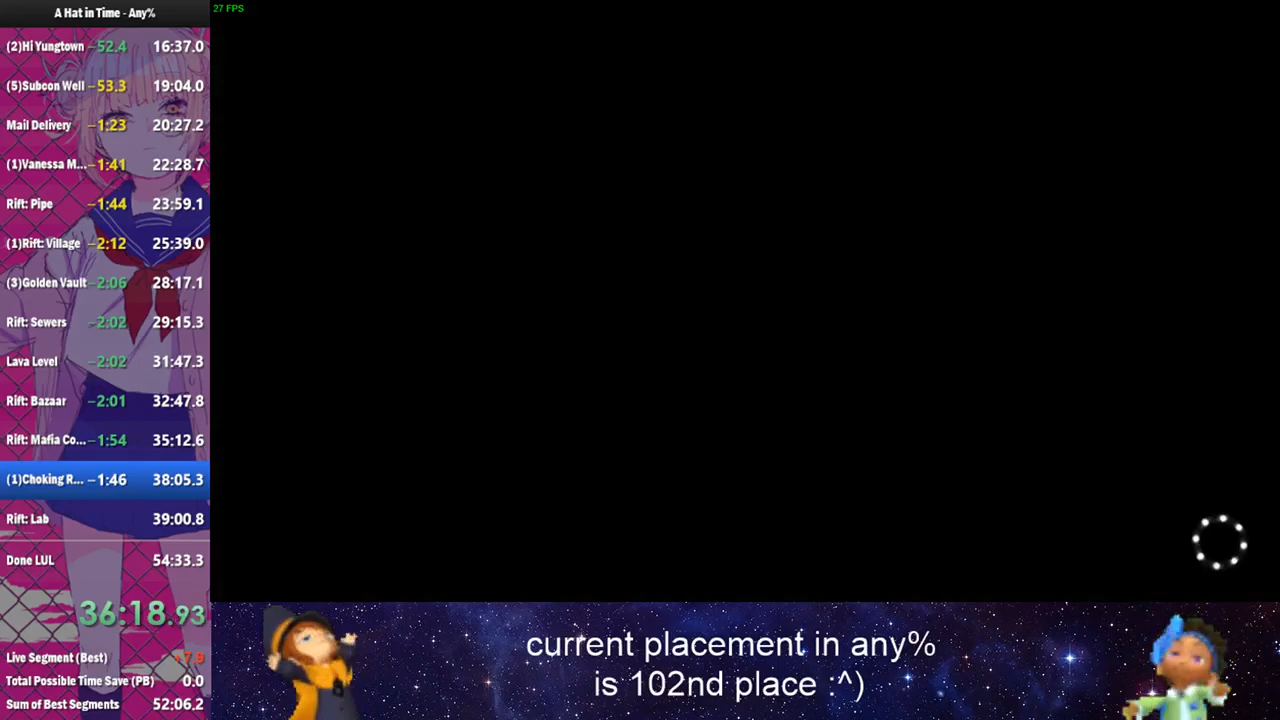 A Hat in Time - Any%
27 FPS
(2)Hi Yungtown -52.4 16:37.0
(5)Subcon Well -53.3 19:04.0
Mail Delivery -1:23 20:27.2
(1)Vanessa M... -1:41 22:28.7
Rift: Pipe -1:44 23:59.1
(1)Rift: Village -2:12 25:39.0
(3)Golden Vault -2:06 28:17.1
Rift: Sewers -2:02 29:15.3
Lava Level -2:02 31:47.3
Rift: Bazaar -2:01 32:47.8
Rift: Mafia Co... -1:54 35:12.6
(1)Choking R... -1:46 38:05.3
Rift: Lab 39:00.8
Done LUL 54:33.3
36:18.93
Live Segment (Best) +7.9
Total Possible Time Save (PB) 0.0
Sum of Best Segments 52:06.2
current placement in any%
is 102nd place :^)